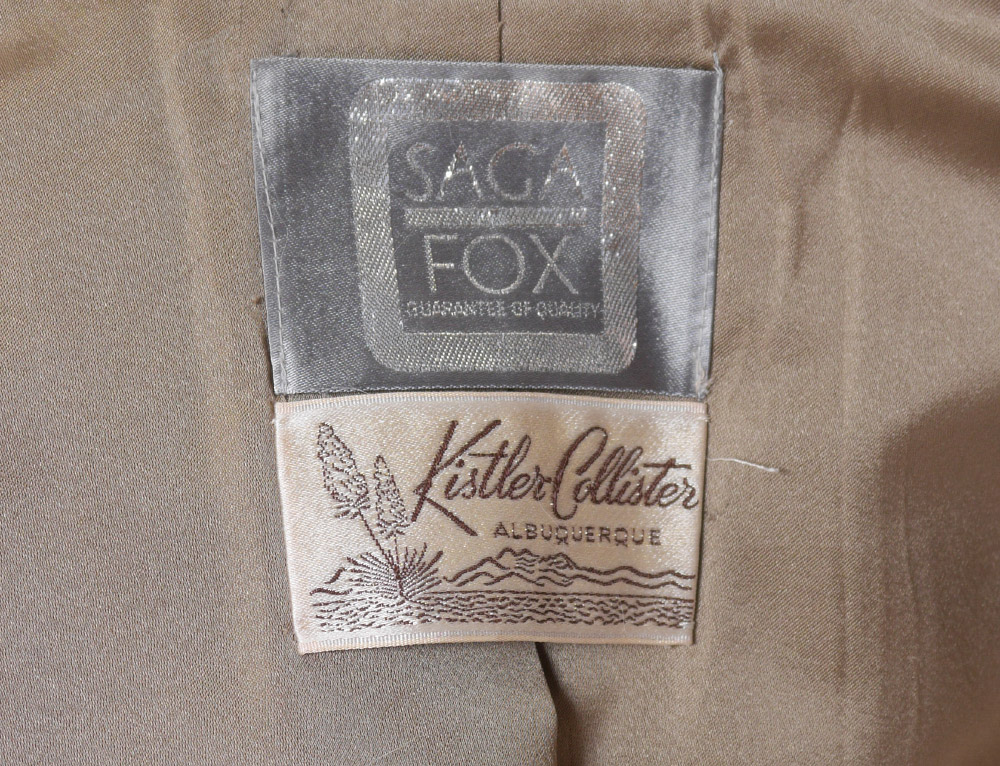 SAGA
FOX
GUARANTEE OF QUALITY
Kistler Collister
ALBUQUERQUE